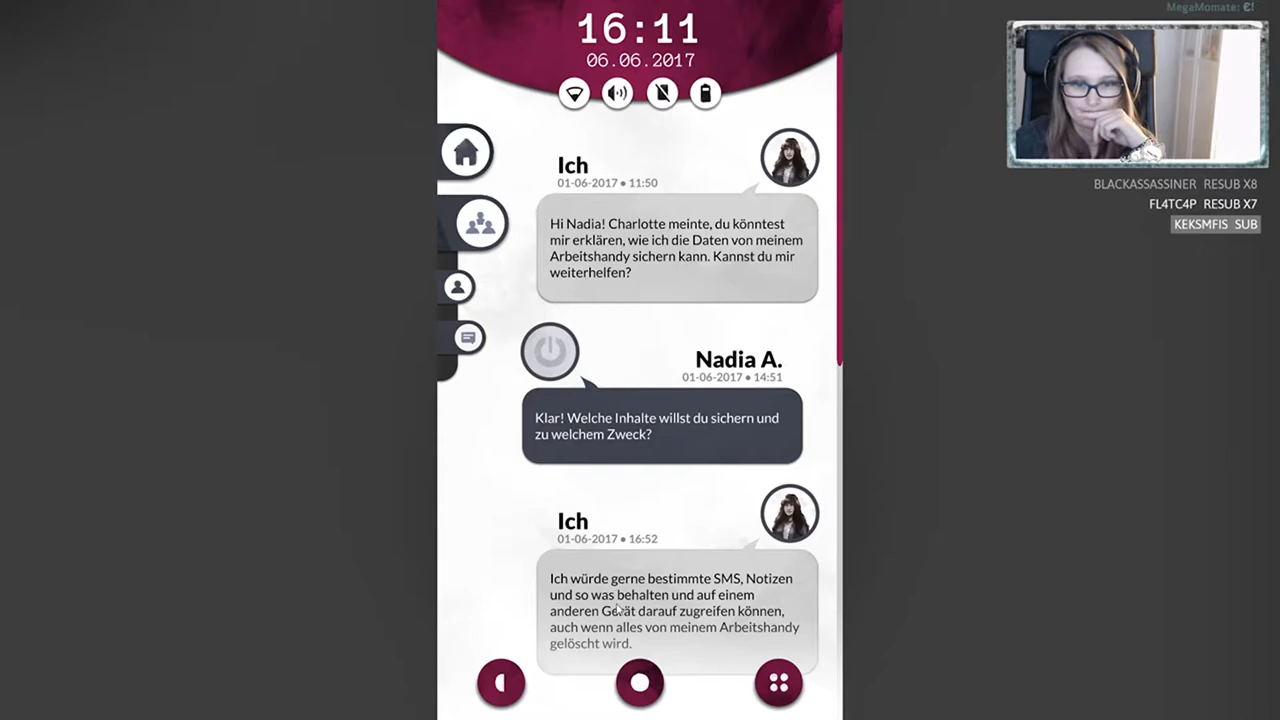 MegaMomate: €!
16:11
06.06.2017
Ich
01-06-2017 • 11:50
Hi Nadia! Charlotte meinte, du könntest
mir erklären, wie ich die Daten von meinem
Arbeitshandy sichern kann. Kannst du mir
weiterhelfen?
Nadia A.
01-06-2017 • 14:51
Klar! Welche Inhalte willst du sichern und
zu welchem Zweck?
Ich
01-06-2017 • 16:52
Ich würde gerne bestimmte SMS, Notizen
und so was behalten und auf einem
anderen Gerät darauf zugreifen können,
auch wenn alles von meinem Arbeitshandy
gelöscht wird.
BLACKASSASSINER RESUB X8
FL4TC4P RESUB X7
KEKSMFIS SUB